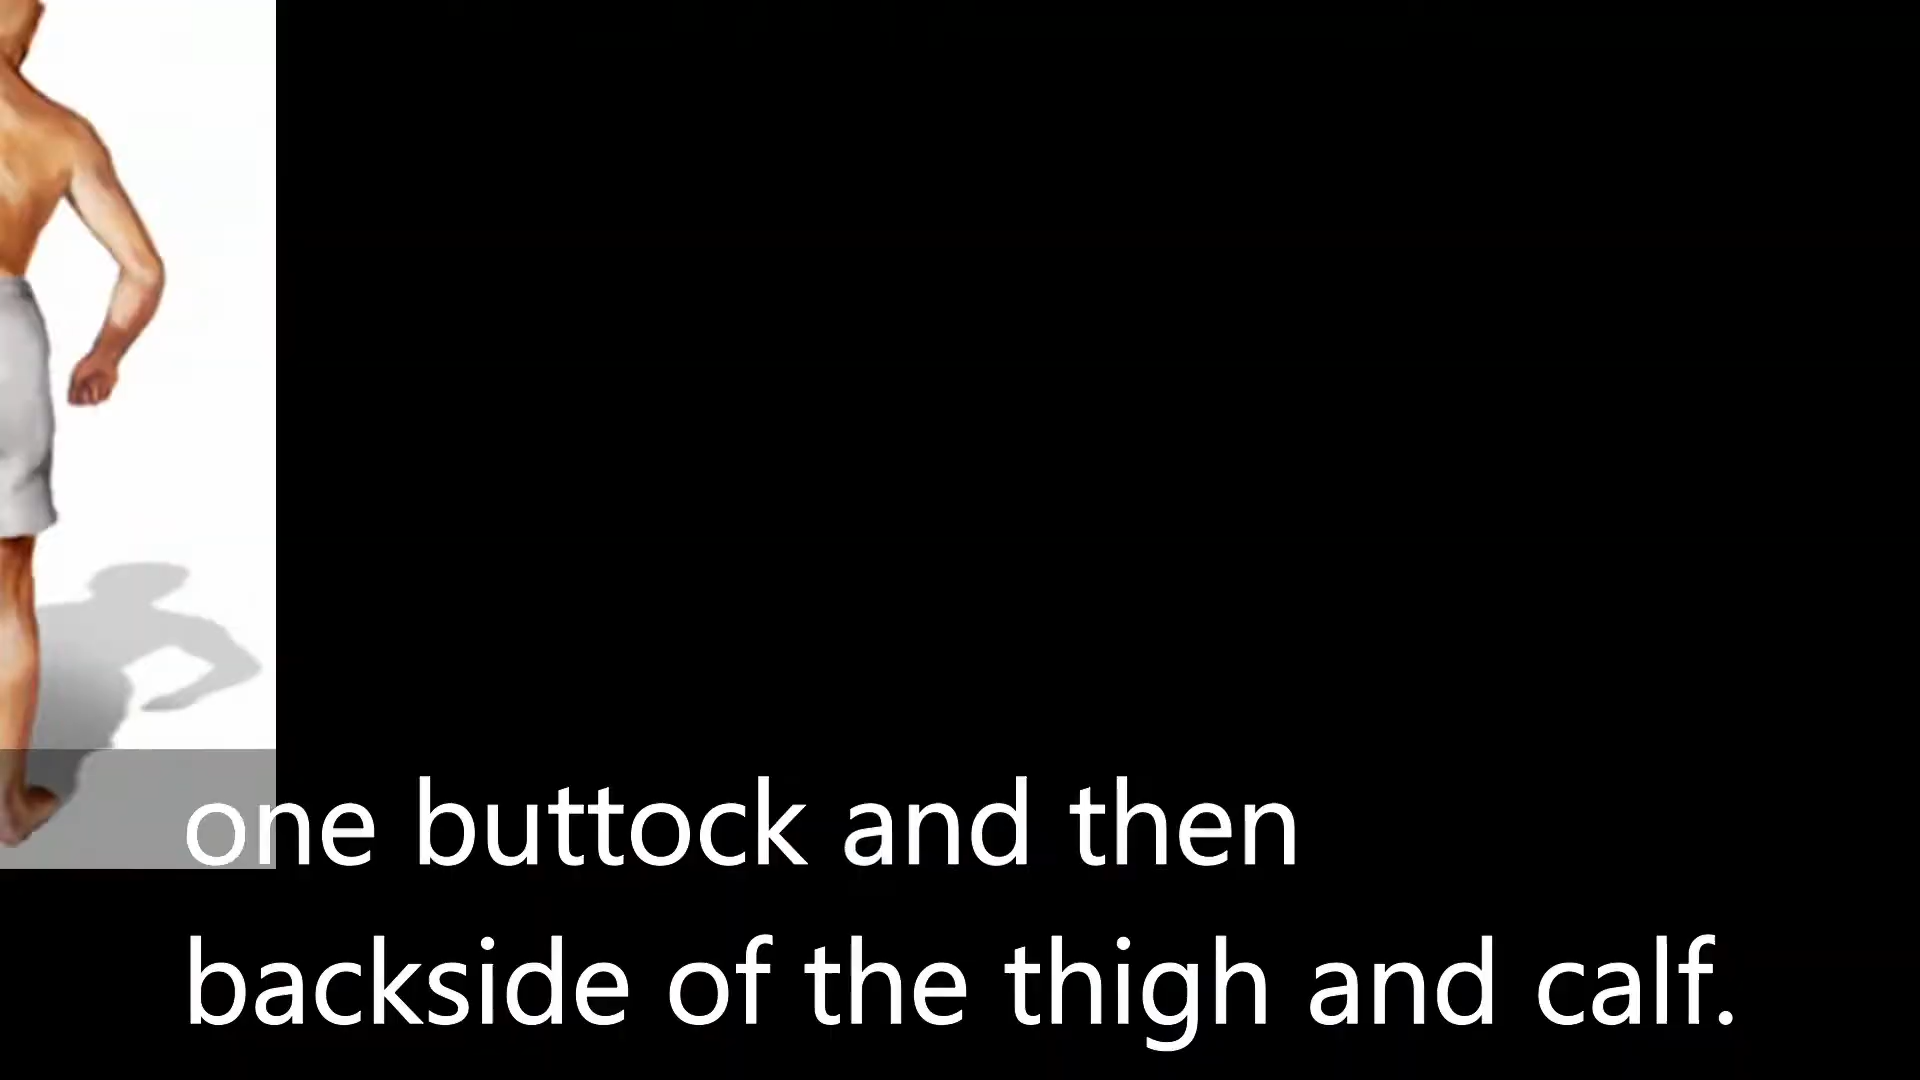 one buttock and then
backside of the thigh and calf.